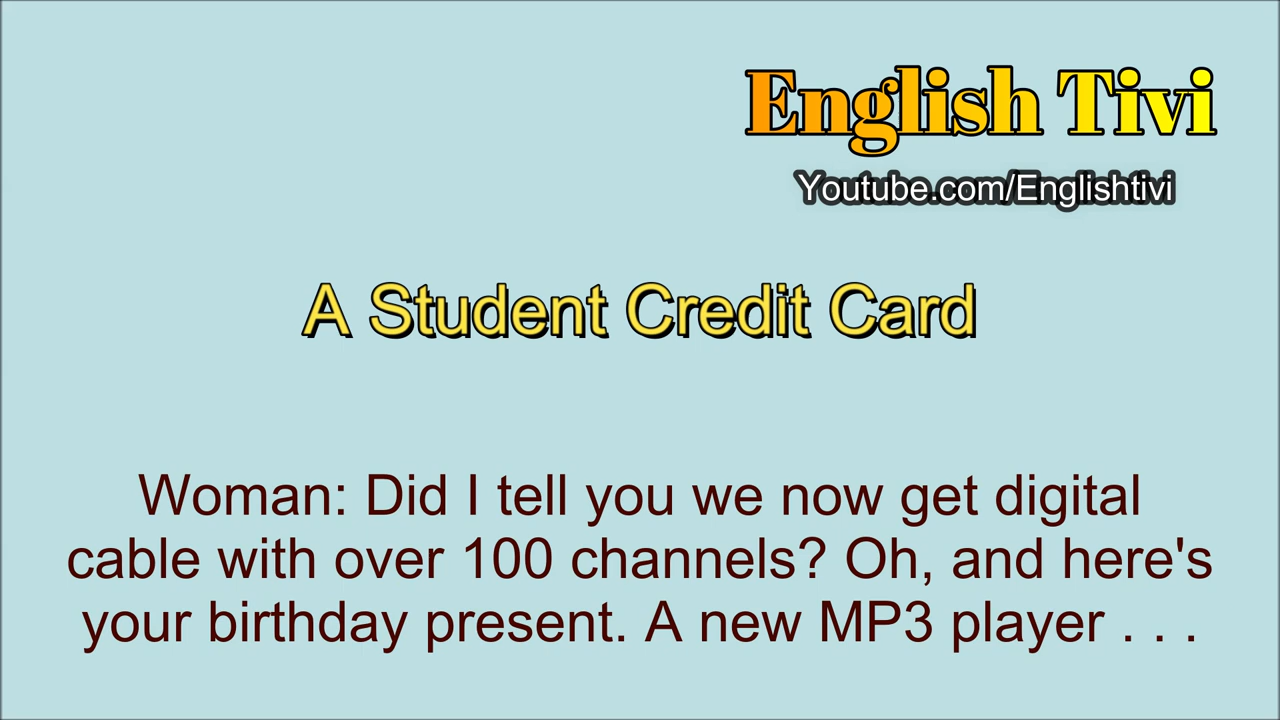 English Tivi
Youtube.com/Englishtivi
A Student Credit Card
Woman: Did I tell you we now get digital
cable with over 100 channels? Oh, and here's
your birthday present. A new MP3 player . . .